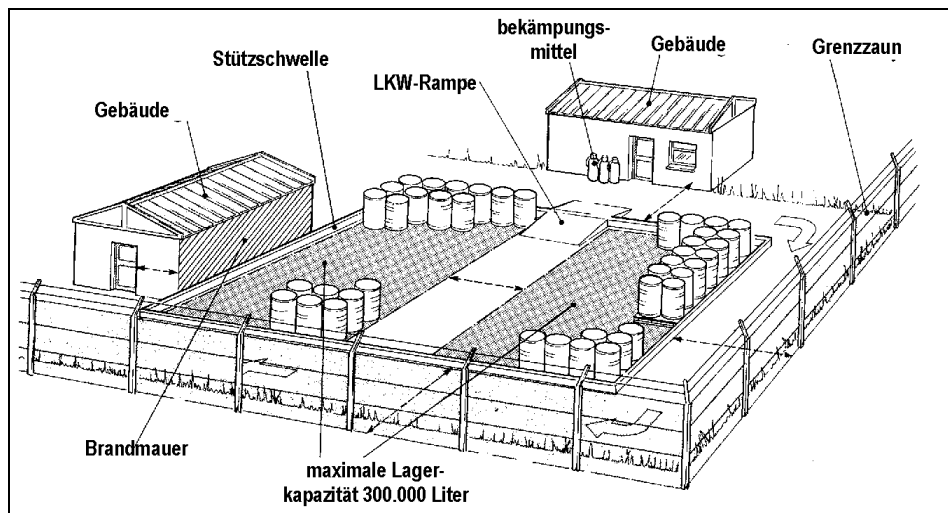 bekämpungs-
mittel
Gebäude
Grenzzaun
Stützschwelle
LKW-Rampe
Gebäude
Brandmauer
maximale Lager-
kapazität 300.000 Liter